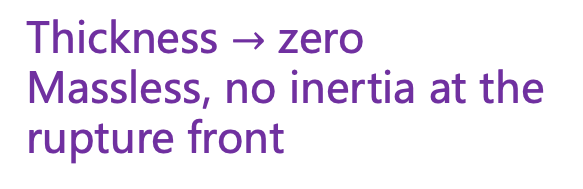 Thickness → zero
Massless, no inertia at the
rupture front